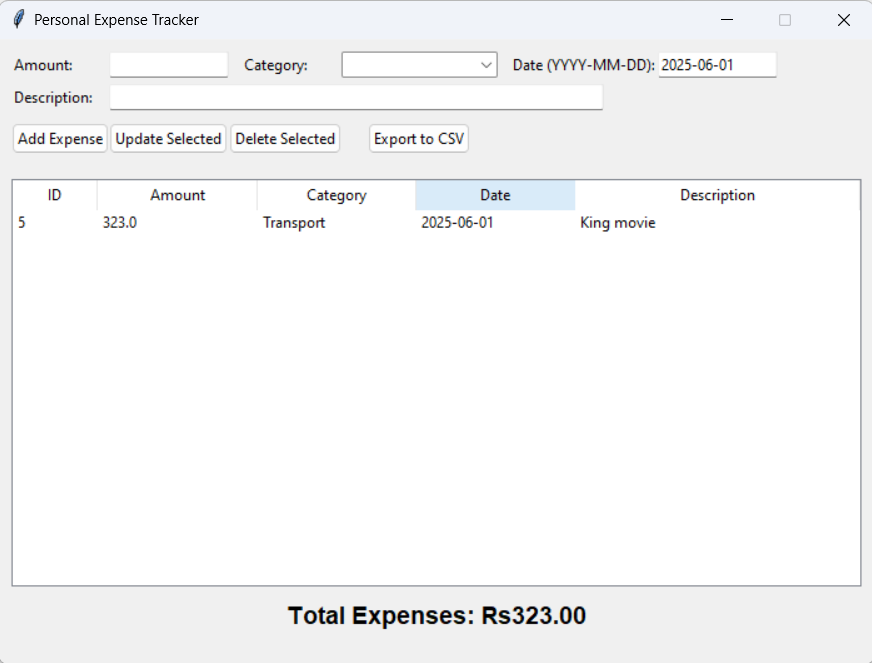 Personal Expense Tracker
Amount: Category: Date (YYYY-MM-DD): 2025-06-01
Description:
Add Expense Update Selected Delete Selected Export to CSV
ID Amount Category Date Description
5 323.0 Transport 2025-06-01 King movie
Total Expenses: Rs323.00